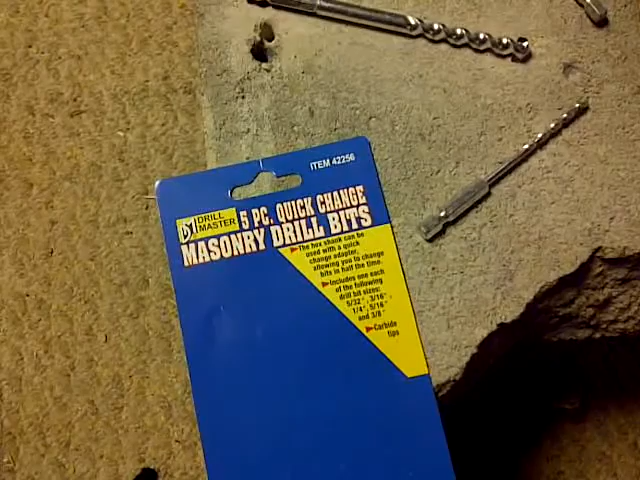 ITEM 42256
DM DRILL
MASTER
5 PC. QUICK CHANGE
MASONRY DRILL BITS
The hex shank can be
used with a quick
change adapter,
allowing you to change
bits in half the time.
Includes one each
of the following
drill bit sizes:
5/32", 3/16",
1/4", 5/16"
and 3/8"
Carbide
tips